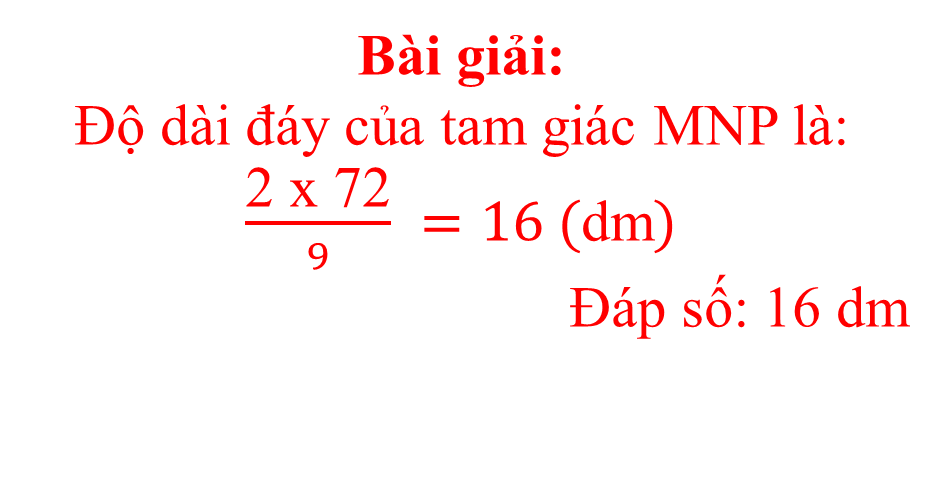 Bài giải:
Độ dài đáy của tam giác MNP là:
2 x 72
9
= 16 (dm)
Đáp số: 16 dm